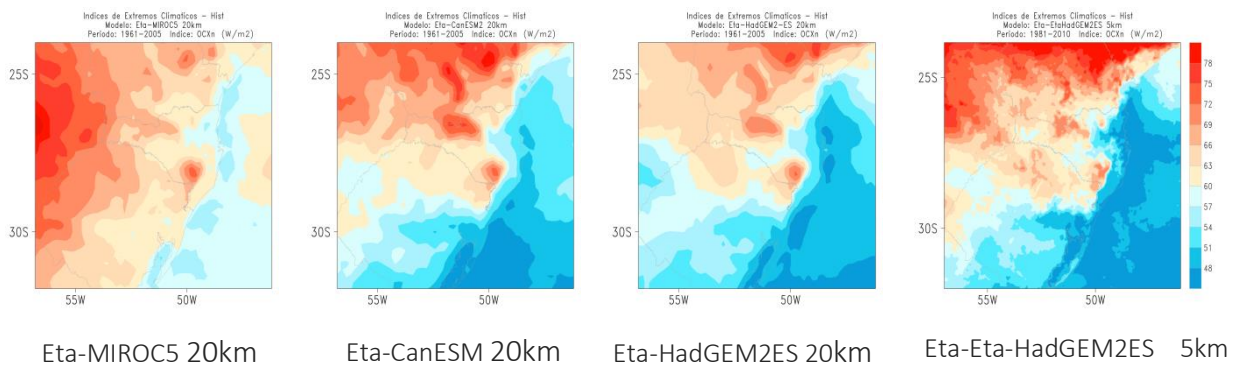 Indices de Extremos Climaticos - Hist
Modelo: Eta-MIROC5 20km
Período: 1961-2005 Indice: OCXn (W/m2)
25S
30S
55W
50W
Eta-MIROC5 20km
Indices de Extremos Climaticos - Hist
Modelo: Eta-CanESM2 20km
Período: 1961-2005 Indice: OCXn (W/m2)
25S
30S
55W
50W
Eta-CanESM 20km
Indices de Extremos Climaticos - Hist
Modelo: Eta-HadGEM2-ES 20km
Período: 1961-2005 Indice: OCXn (W/m2)
25S
30S
55W
50W
Eta-HadGEM2ES 20km
Indices de Extremos Climaticos - Hist
Modelo: Eta-EtaHadGEM2ES 5km
Período: 1981-2010 Indice: OCXn (W/m2)
25S
30S
55W
50W
78
75
72
69
66
63
60
57
54
51
48
Eta-Eta-HadGEM2ES 5km